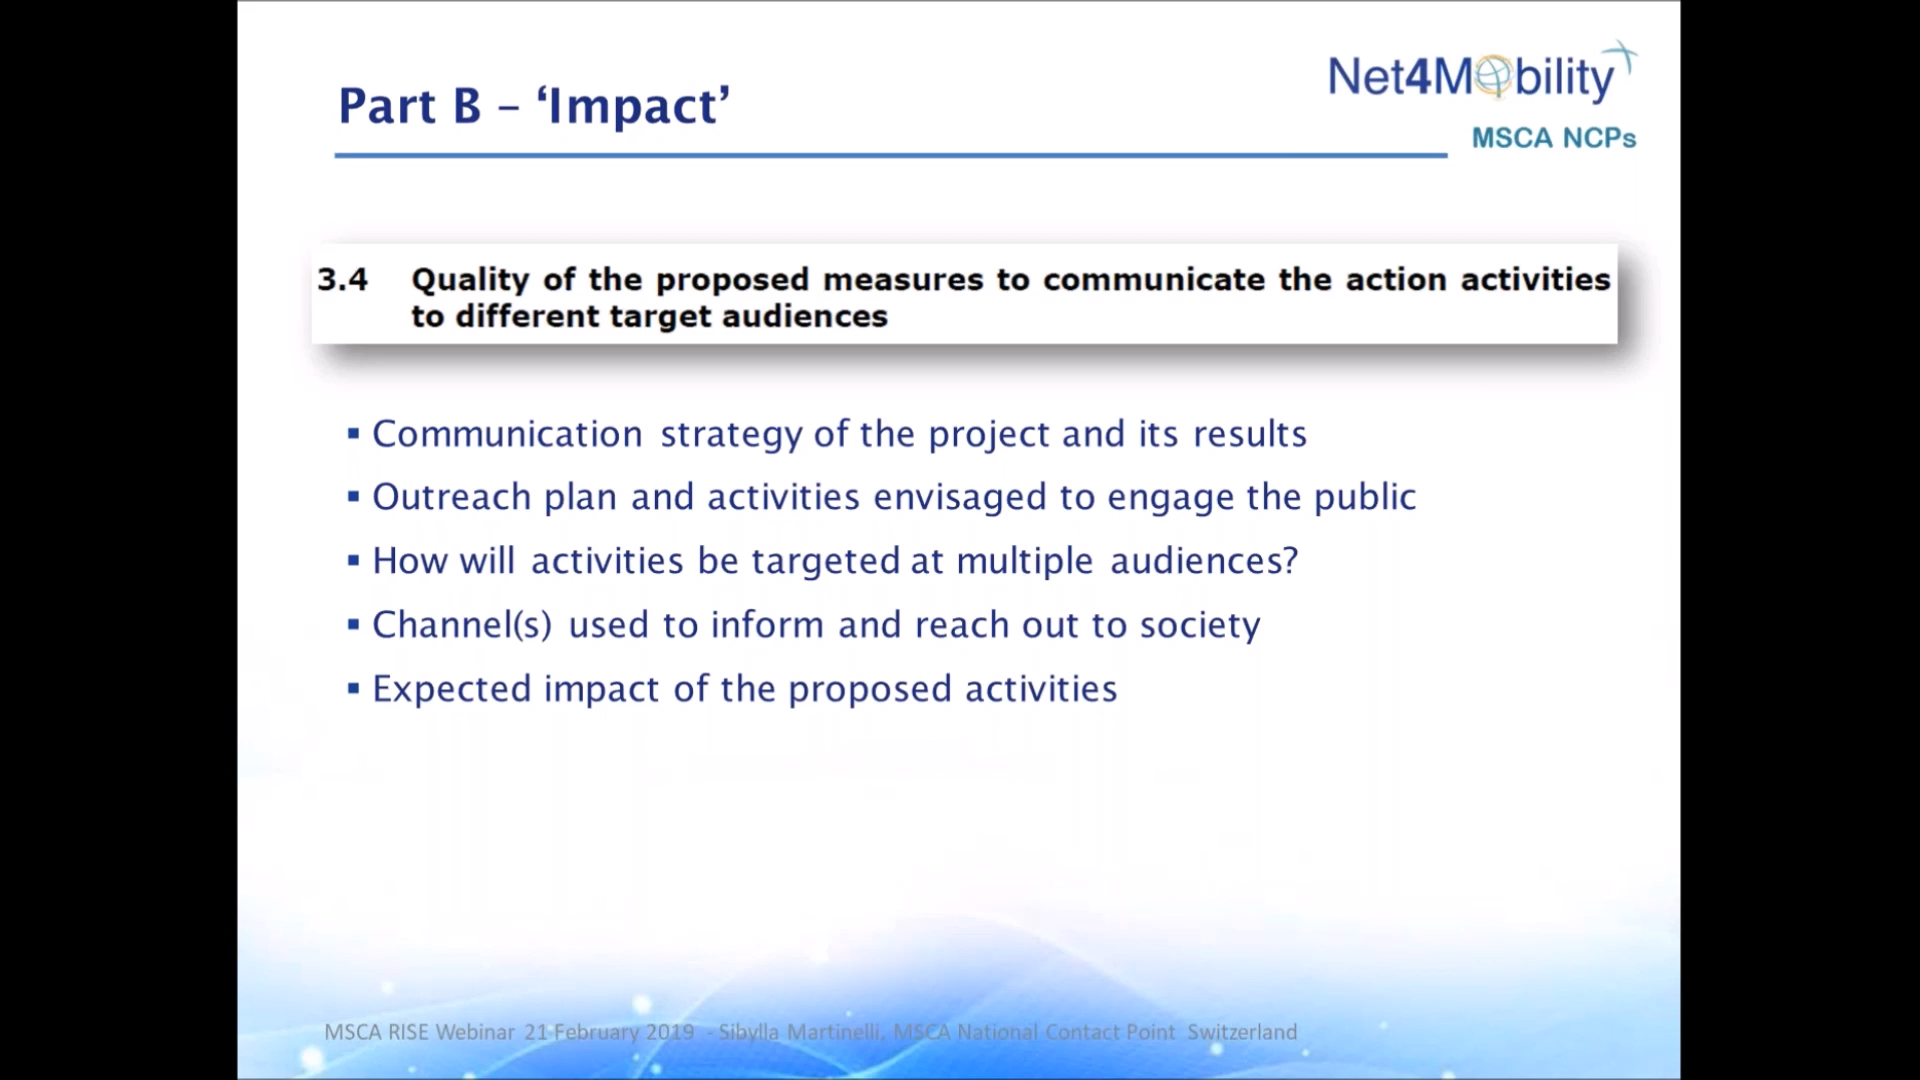 Part B – ‘Impact’
Net4Mobility
MSCA NCPs
3.4 Quality of the proposed measures to communicate the action activities
to different target audiences
▪ Communication strategy of the project and its results
▪ Outreach plan and activities envisaged to engage the public
▪ How will activities be targeted at multiple audiences?
▪ Channel(s) used to inform and reach out to society
▪ Expected impact of the proposed activities
MSCA RISE Webinar 21 February 2019 - Sibylla Martinelli, MSCA National Contact Point Switzerland